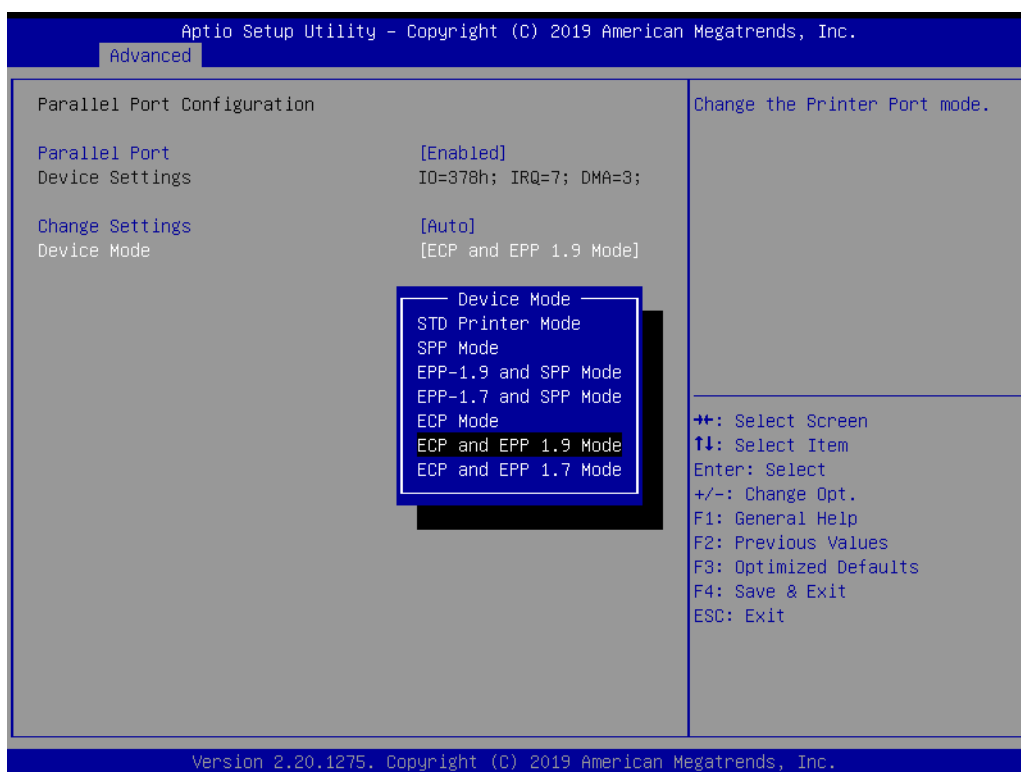 Aptio Setup Utility – Copyright (C) 2019 American Megatrends, Inc.
Advanced
Parallel Port Configuration
Parallel Port [Enabled]
Device Settings IO=378h; IRQ=7; DMA=3;
Change Settings [Auto]
Device Mode [ECP and EPP 1.9 Mode]
Device Mode
STD Printer Mode
SPP Mode
EPP-1.9 and SPP Mode
EPP-1.7 and SPP Mode
ECP Mode
ECP and EPP 1.9 Mode
ECP and EPP 1.7 Mode
Change the Printer Port mode.
→←: Select Screen
↑↓: Select Item
Enter: Select
+/-: Change Opt.
F1: General Help
F2: Previous Values
F3: Optimized Defaults
F4: Save & Exit
ESC: Exit
Version 2.20.1275. Copyright (C) 2019 American Megatrends, Inc.